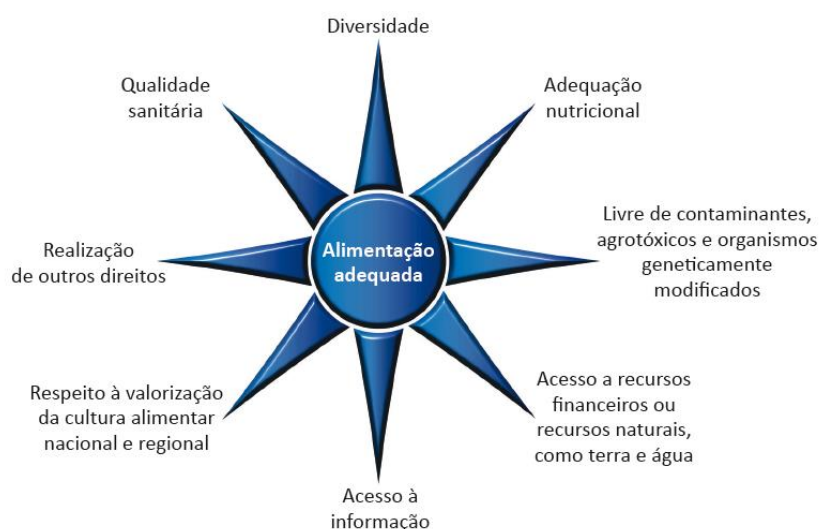 Diversidade
Qualidade
sanitária
Adequação
nutricional
Alimentação
adequada
Livre de contaminantes,
agrotóxicos e organismos
geneticamente
modificados
Realização
de outros direitos
Respeito à valorização
da cultura alimentar
nacional e regional
Acesso a recursos
financeiros ou
recursos naturais,
como terra e água
Acesso à
informação